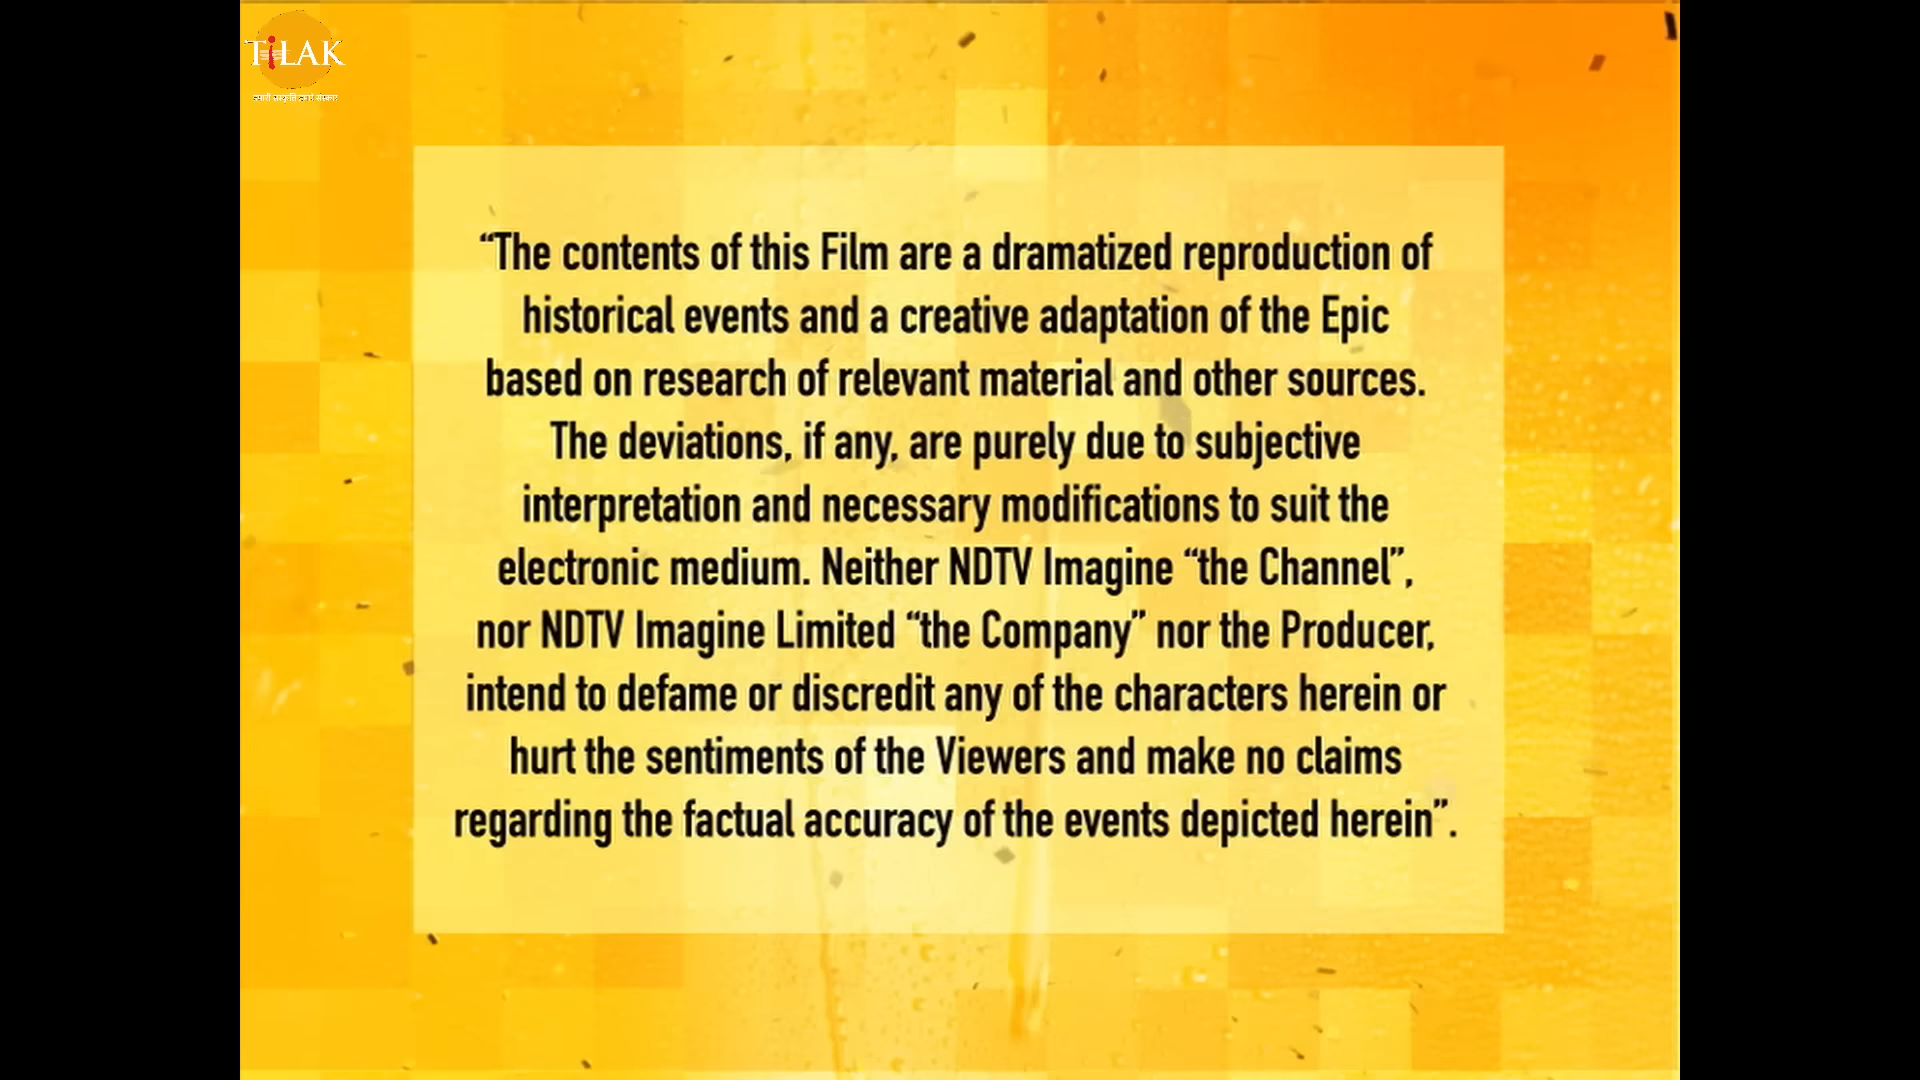 TiLAK
“The contents of this Film are a dramatized reproduction of
historical events and a creative adaptation of the Epic
based on research of relevant material and other sources.
The deviations, if any, are purely due to subjective
interpretation and necessary modifications to suit the
electronic medium. Neither NDTV Imagine “the Channel”,
nor NDTV Imagine Limited “the Company” nor the Producer,
intend to defame or discredit any of the characters herein or
hurt the sentiments of the Viewers and make no claims
regarding the factual accuracy of the events depicted herein”.